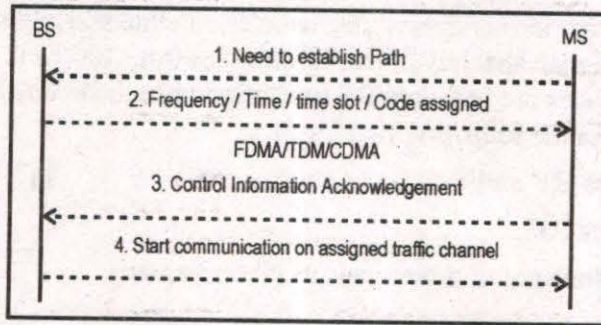 BS
MS
1. Need to establish Path
2. Frequency / Time / time slot / Code assigned
FDMA/TDM/CDMA
3. Control Information Acknowledgement
4. Start communication on assigned traffic channel